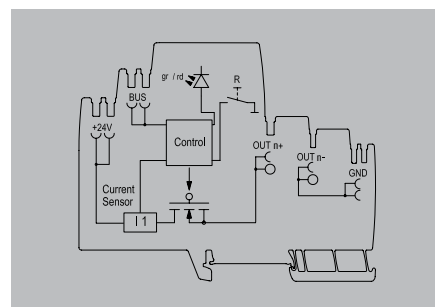 gr / rd
R
BUS
+24V
Control
OUT n+
OUT n-
GND
Current
Sensor
I 1